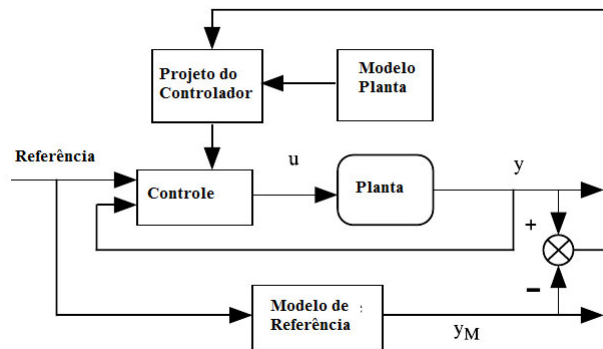 Projeto do
Controlador
Modelo
Planta
Referência
Controle
u
Planta
y
+
−
Modelo de :
Referência
yM